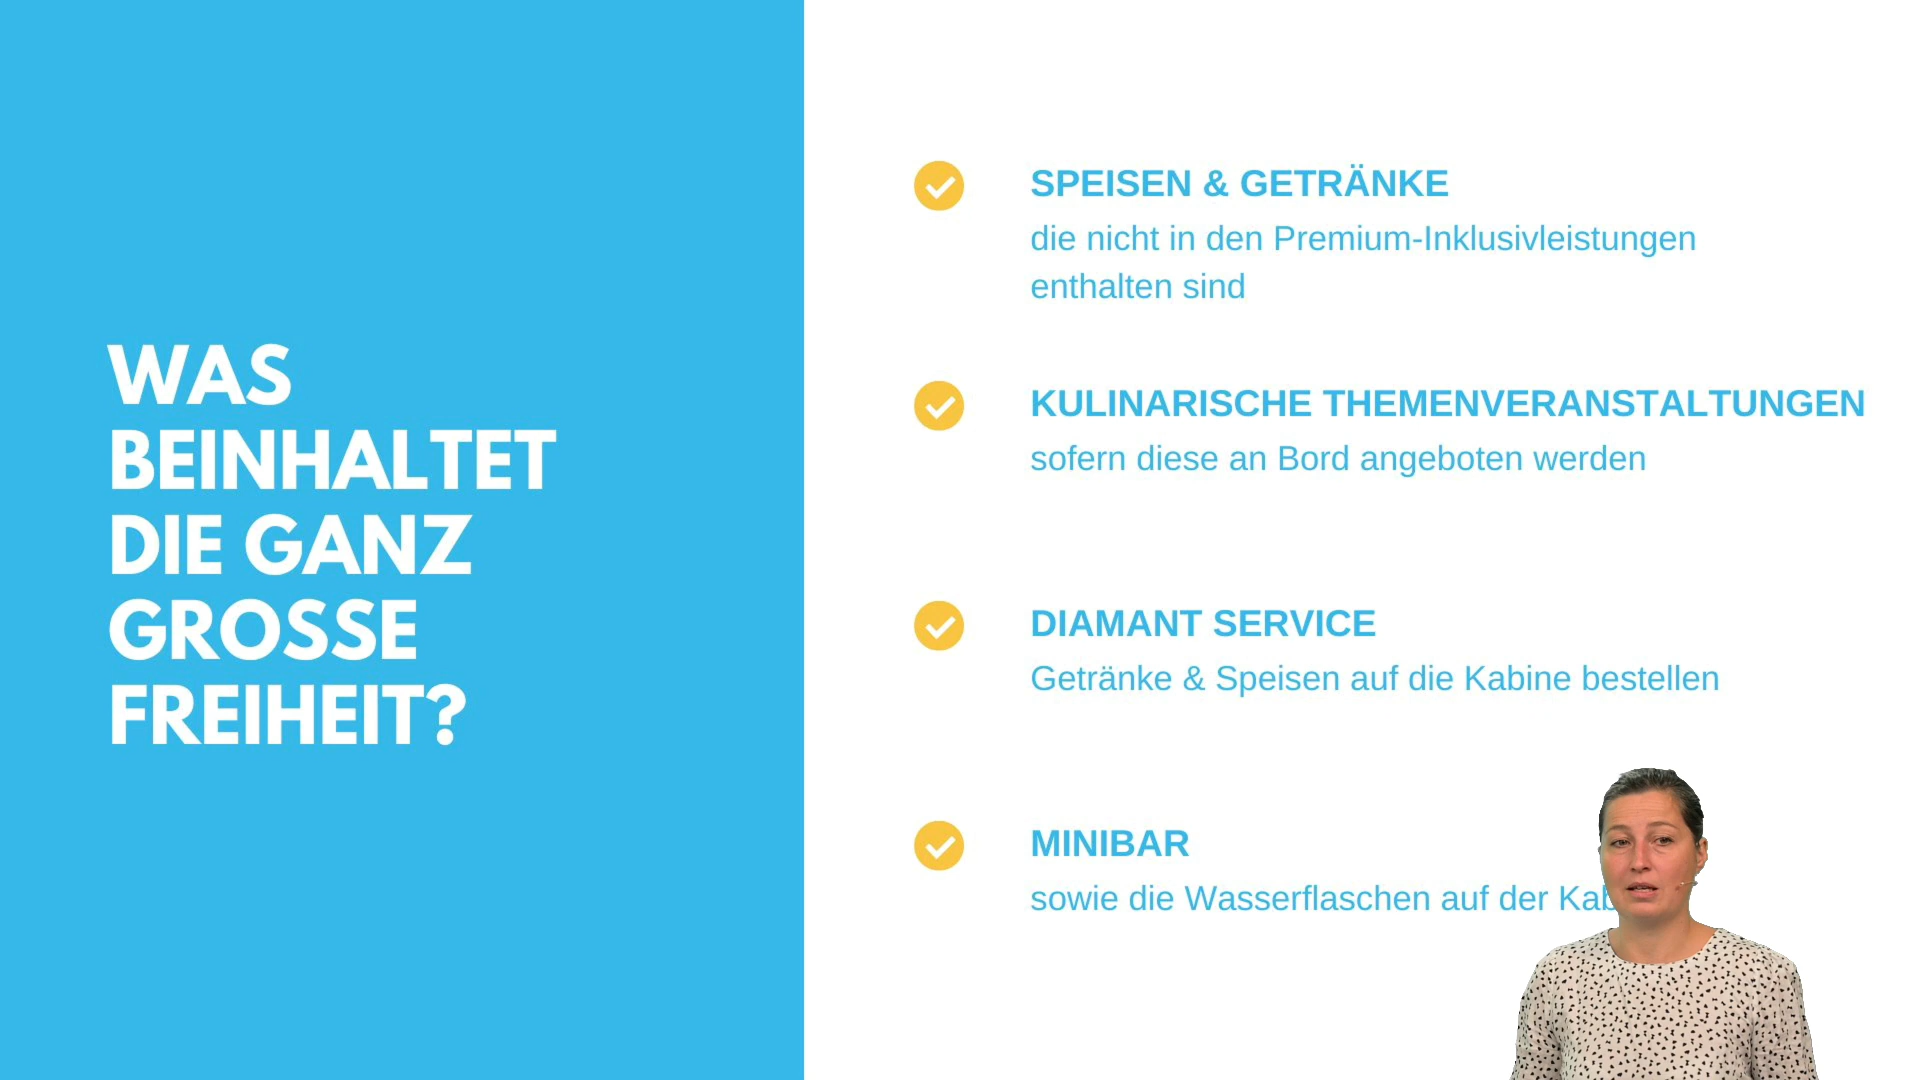 WAS
BEINHALTET
DIE GANZ
GROSSE
FREIHEIT?
SPEISEN & GETRÄNKE
die nicht in den Premium-Inklusivleistungen
enthalten sind
KULINARISCHE THEMENVERANSTALTUNGEN
sofern diese an Bord angeboten werden
DIAMANT SERVICE
Getränke & Speisen auf die Kabine bestellen
MINIBAR
sowie die Wasserflaschen auf der